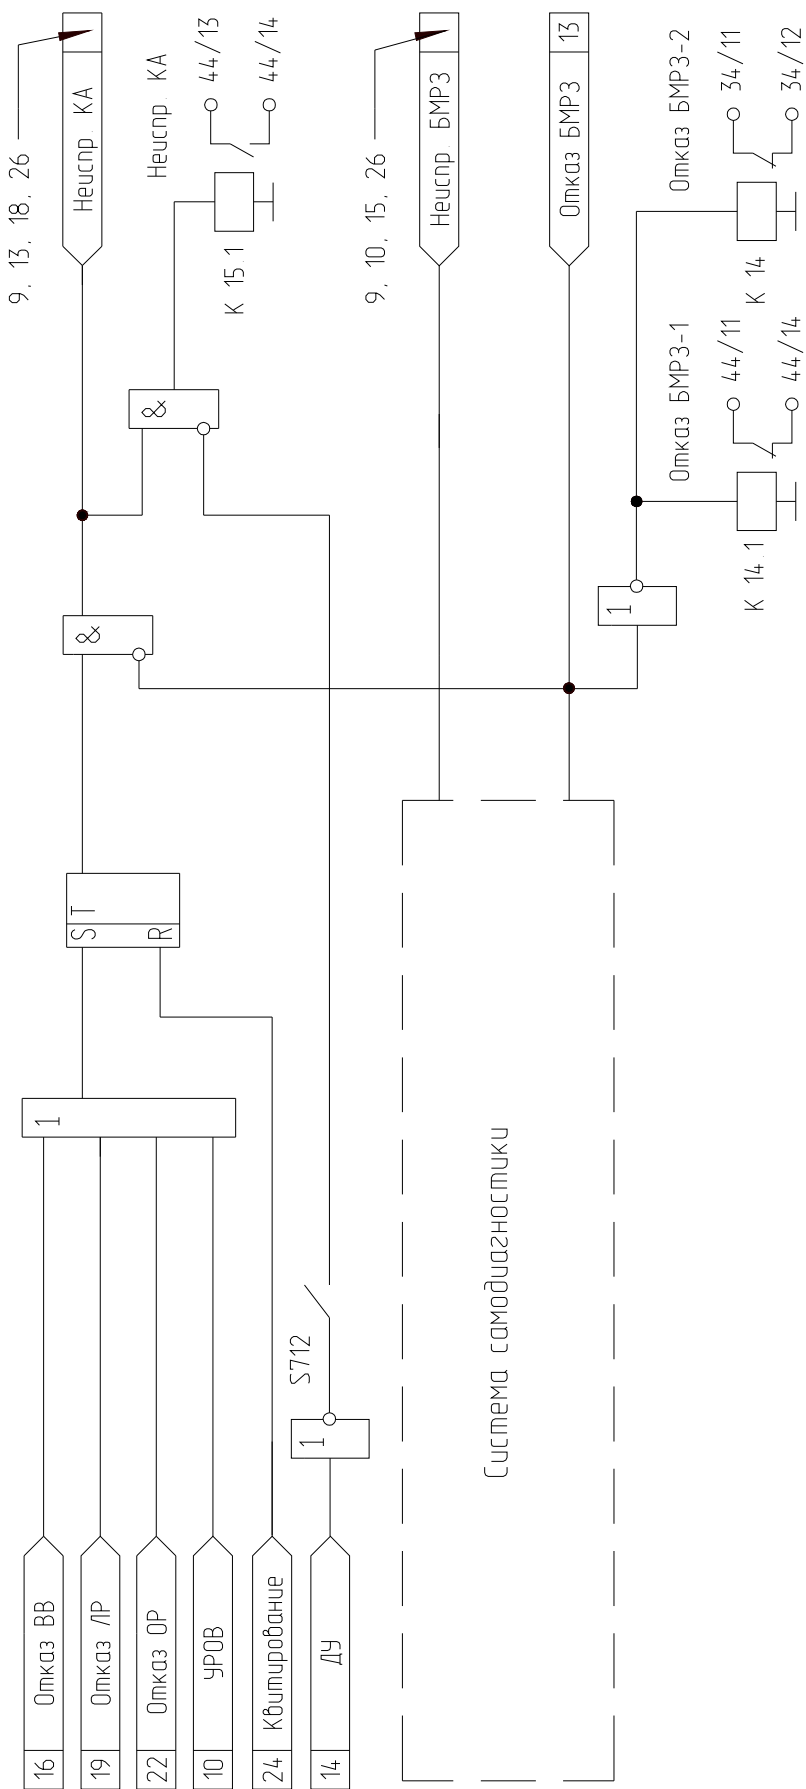 16 Отказ ВВ
19 Отказ ЛР
22 Отказ ОР
10 УРОВ
24 Квитирование
14 ДУ
1
S T
R
1
S712
&
&
9, 13, 18, 26
Неиспр. КА
Неиспр КА
44/13
44/14
К 15.1
Система самодиагностики
9, 10, 15, 26
Неиспр. БМРЗ
Отказ БМРЗ 13
1
Отказ БМРЗ-1
44/11
44/14
К 14.1
Отказ БМРЗ-2
34/11
34/12
К 14